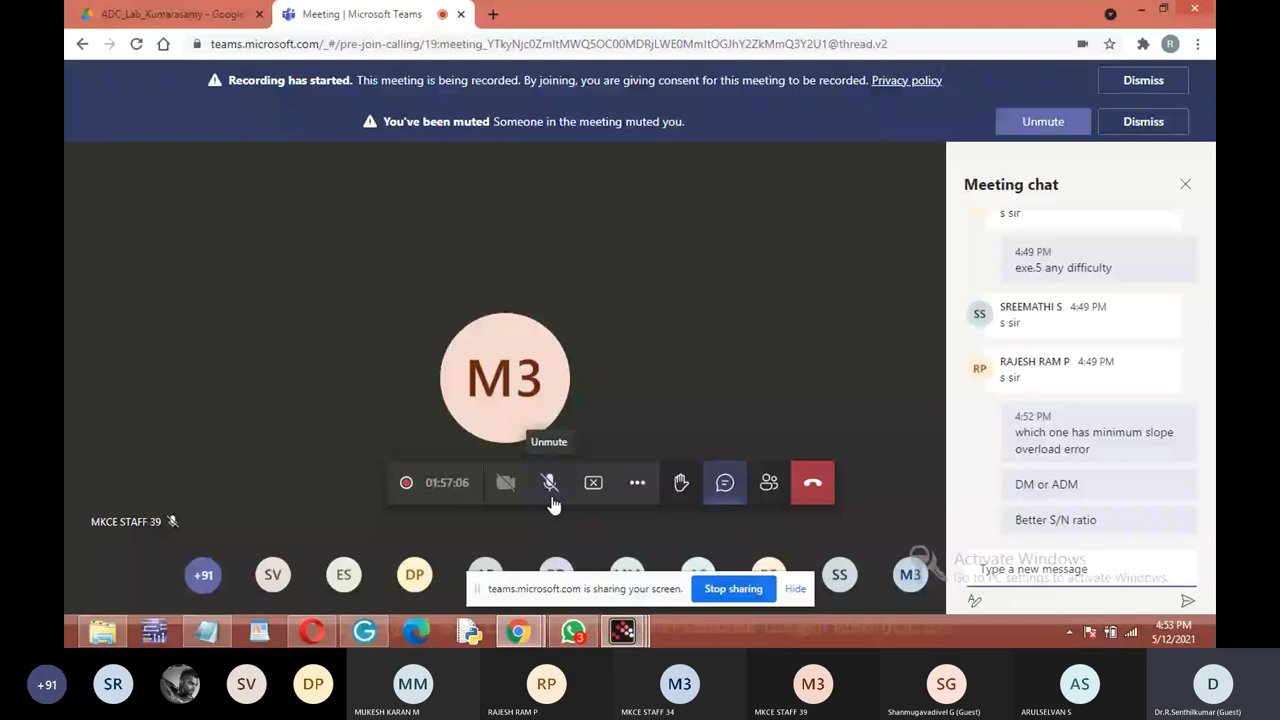 ADC_Lab_Kumarasamy - Google
Meeting | Microsoft Teams
teams.microsoft.com/_#/pre-join-calling/19:meeting_YTkyNjc0ZmItMWQ5OC00MDRjLWE0MmItOGJhY2ZkMmQ3Y2U1@thread.v2
R
Recording has started. This meeting is being recorded. By joining, you are giving consent for this meeting to be recorded. Privacy policy
Dismiss
You've been muted Someone in the meeting muted you.
Unmute
Dismiss
Meeting chat
s sir
4:49 PM
exe.5 any difficulty
SS
SREEMATHI S 4:49 PM
s sir
RP
RAJESH RAM P 4:49 PM
s sir
4:52 PM
which one has minimum slope
overload error
DM or ADM
Better S/N ratio
Type a new message
Activate Windows
Go to PC settings to activate Windows.
M3
Unmute
01:57:06
MKCE STAFF 39
+91
SV
ES
DP
SS
M3
teams.microsoft.com is sharing your screen.
Stop sharing
Hide
3
4:53 PM
5/12/2021
+91
SR
SV
DP
MM
MUKESH KARAN M
RP
RAJESH RAM P
M3
MKCE STAFF 34
M3
MKCE STAFF 39
SG
Shanmugavadivel G (Guest)
AS
ARULSELVAN S
D
Dr.R.Senthilkumar (Guest)